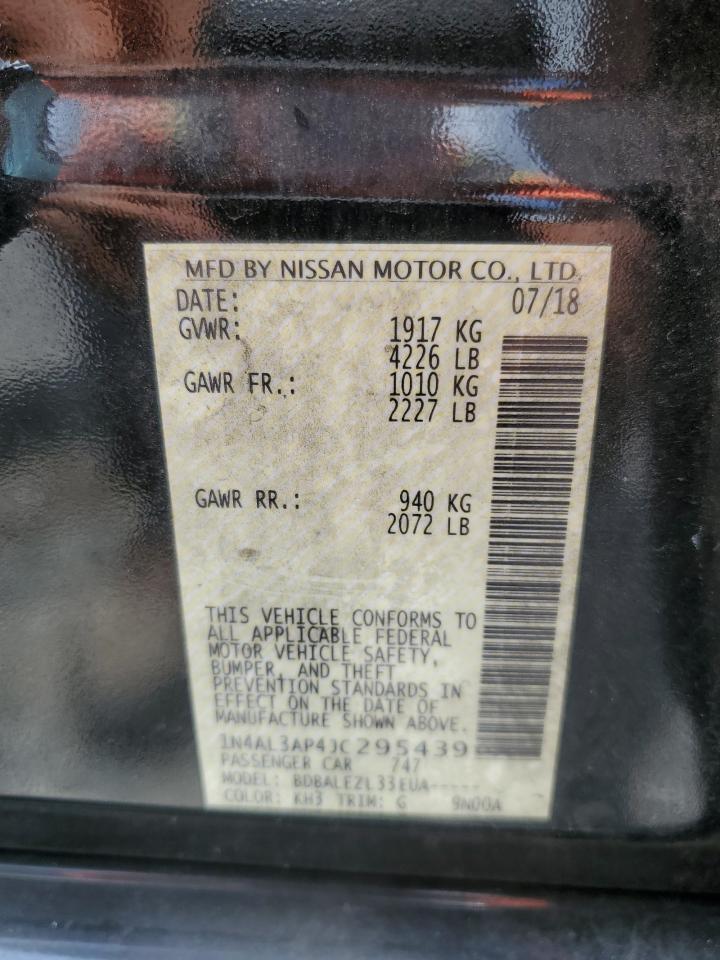 MFD BY NISSAN MOTOR CO., LTD.
DATE: 07/18
GVWR: 1917 KG
4226 LB
GAWR FR.: 1010 KG
2227 LB
GAWR RR.: 940 KG
2072 LB
THIS VEHICLE CONFORMS TO
ALL APPLICABLE FEDERAL
MOTOR VEHICLE SAFETY,
BUMPER, AND THEFT
PREVENTION STANDARDS IN
EFFECT ON THE DATE OF
MANUFACTURE SHOWN ABOVE.
1N4AL3AP4JC295439
PASSENGER CAR 747
MODEL: BDBALEZL33EUA-----
COLOR: KH3 TRIM: G 9N00A